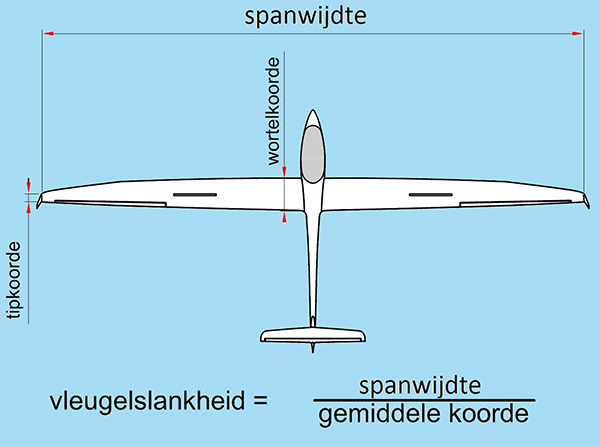 spanwijdte
wortelkoorde
tipkoorde
vleugelslankheid = spanwijdte
gemiddele koorde